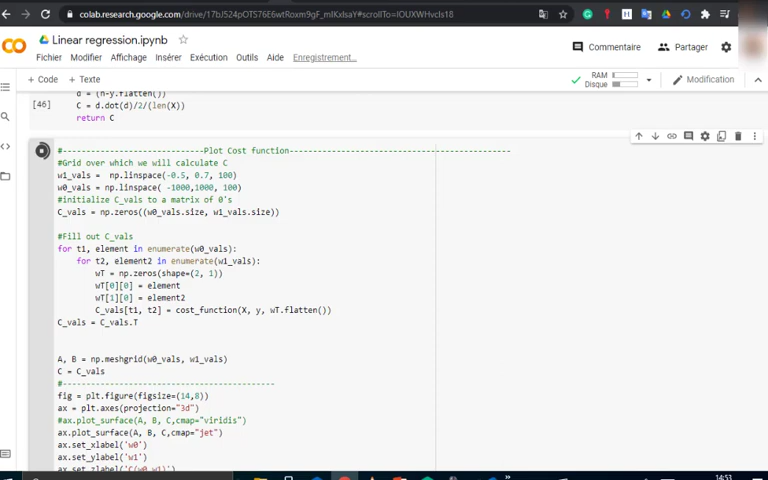 colab.research.google.com/drive/17bJ524pOTS76E6wtRoxm9gF_mIKxIsaY#scrollTo=IOUXWHvcIs18
Linear regression.ipynb
Commentaire
Partager
Fichier Modifier Affichage Insérer Exécution Outils Aide Enregistrement...
+ Code + Texte
RAM
Disque
Modification
d = (h-y.flatten())
[46] C = d.dot(d)/2/(len(X))
return C
#-----------------------------Plot Cost function---------------------------------------------
#Grid over which we will calculate C
w1_vals = np.linspace(-0.5, 0.7, 100)
w0_vals = np.linspace( -1000,1000, 100)
#initialize C_vals to a matrix of 0's
C_vals = np.zeros((w0_vals.size, w1_vals.size))
#Fill out C_vals
for t1, element in enumerate(w0_vals):
for t2, element2 in enumerate(w1_vals):
wT = np.zeros(shape=(2, 1))
wT[0][0] = element
wT[1][0] = element2
C_vals[t1, t2] = cost_function(X, y, wT.flatten())
C_vals = C_vals.T
A, B = np.meshgrid(w0_vals, w1_vals)
C = C_vals
#-------------------------------------------
fig = plt.figure(figsize=(14,8))
ax = plt.axes(projection="3d")
#ax.plot_surface(A, B, C,cmap="viridis")
ax.plot_surface(A, B, C,cmap="jet")
ax.set_xlabel('w0')
ax.set_ylabel('w1')
ax.set_zlabel('C(w0,w1)')
14:53